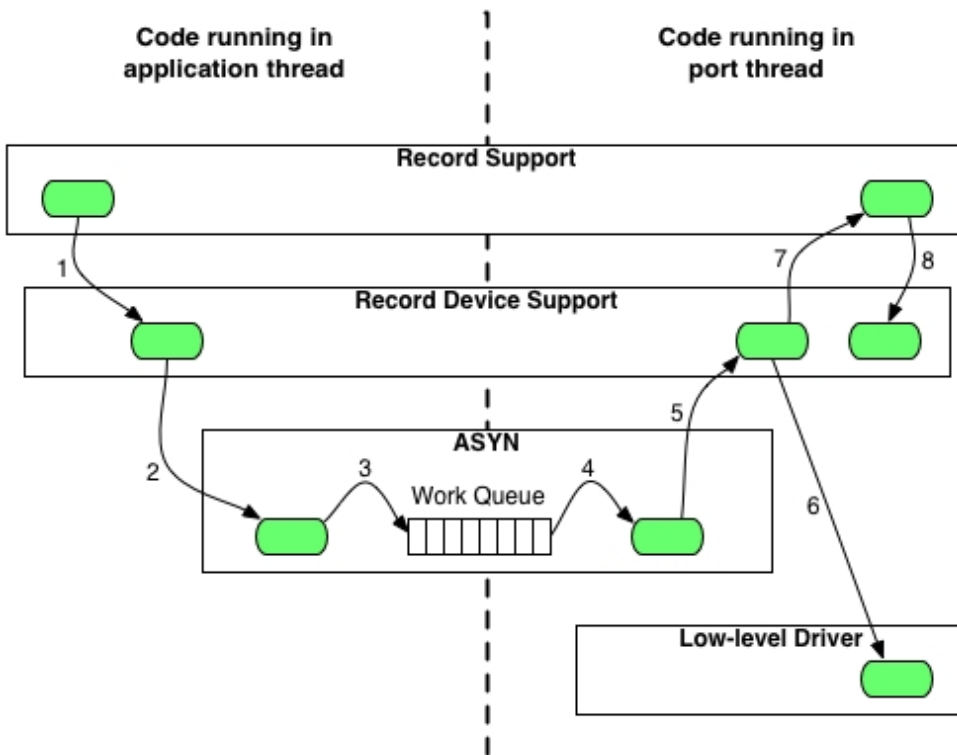 Code running in
application thread
Code running in
port thread
Record Support
1
7
8
Record Device Support
2
5
ASYN
3
4
Work Queue
6
Low-level Driver